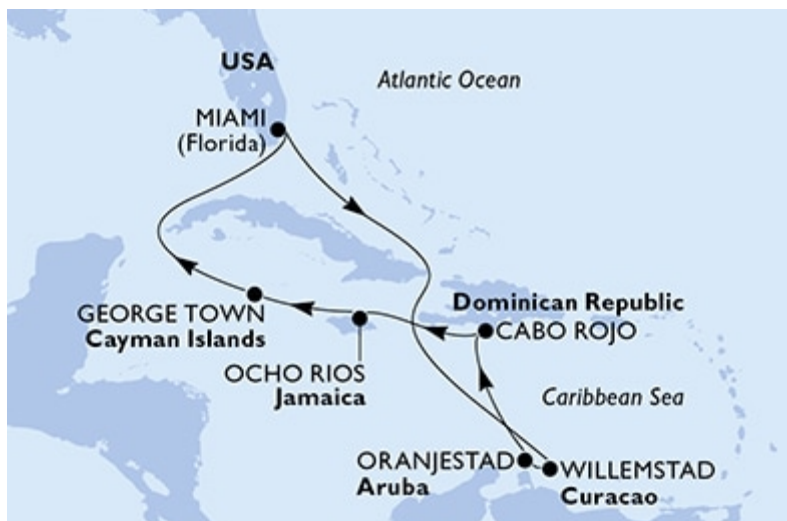 USA
Atlantic Ocean
MIAMI
(Florida)
Dominican Republic
GEORGE TOWN
Cayman Islands
CABO ROJO
OCHO RIOS
Jamaica
Caribbean Sea
ORANJESTAD
Aruba
WILLEMSTAD
Curacao